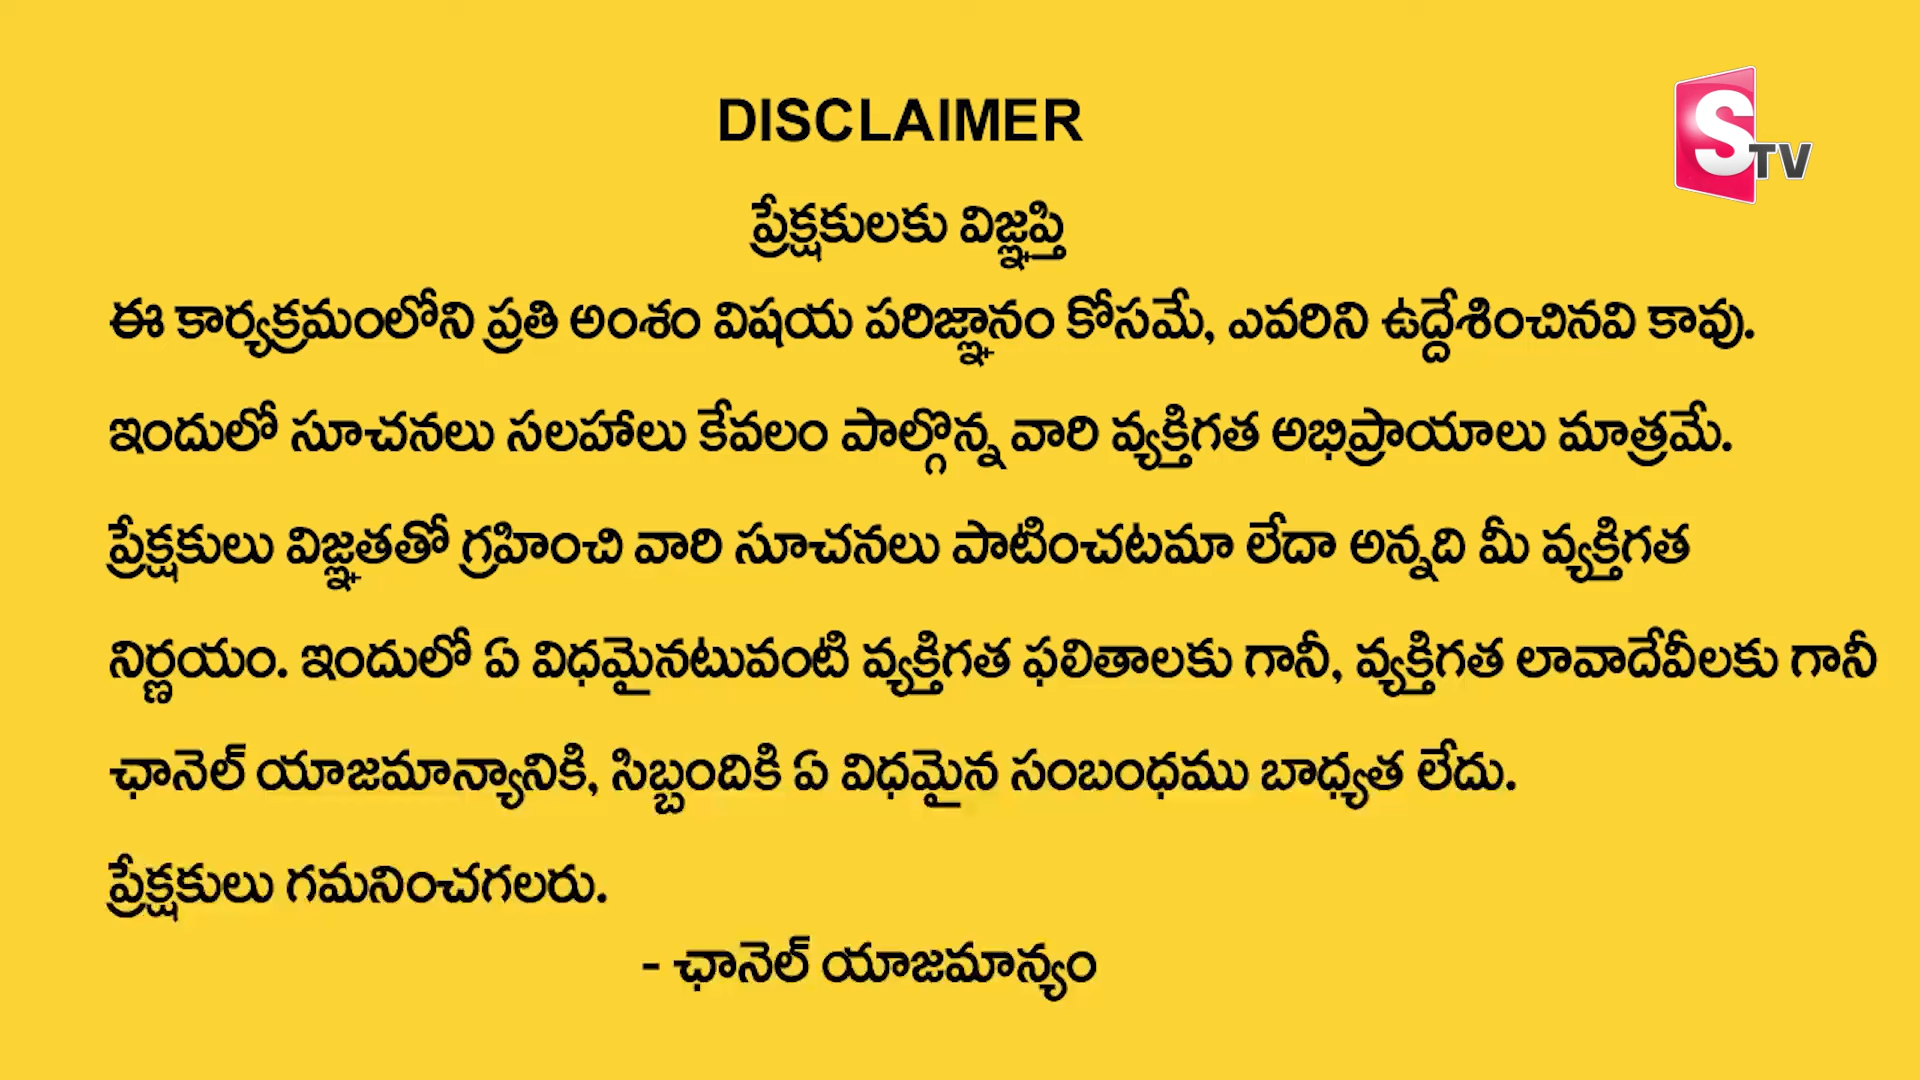 DISCLAIMER
STV
ప్రేక్షకులకు విజ్ఞప్తి
ఈ కార్యక్రమంలోని ప్రతి అంశం విషయ పరిజ్ఞానం కోసమే, ఎవరిని ఉద్దేశించినవి కావు.
ఇందులో సూచనలు సలహాలు కేవలం పాల్గొన్న వారి వ్యక్తిగత అభిప్రాయాలు మాత్రమే.
ప్రేక్షకులు విజ్ఞతతో గ్రహించి వారి సూచనలు పాటించటమా లేదా అన్నది మీ వ్యక్తిగత
నిర్ణయం. ఇందులో ఏ విధమైనటువంటి వ్యక్తిగత ఫలితాలకు గానీ, వ్యక్తిగత లావాదేవీలకు గానీ
ఛానెల్ యాజమాన్యానికి, సిబ్బందికి ఏ విధమైన సంబంధము బాధ్యత లేదు.
ప్రేక్షకులు గమనించగలరు.
- ఛానెల్ యాజమాన్యం